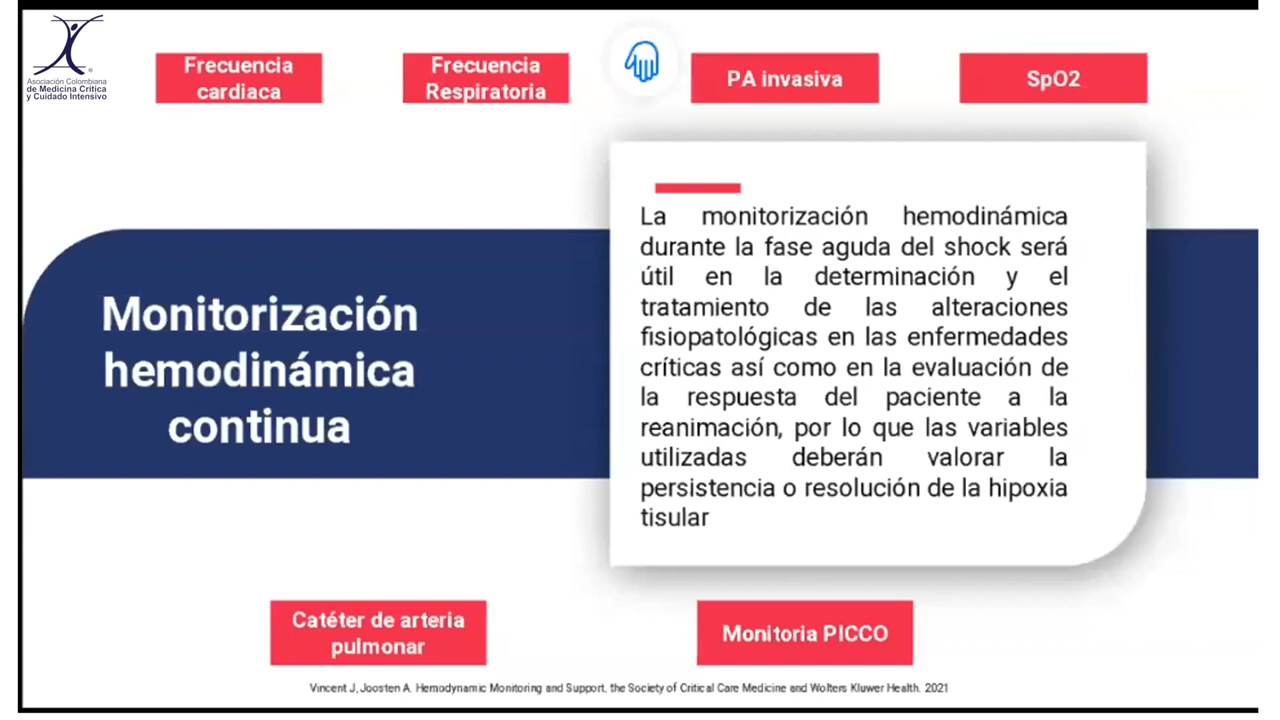 Asociación Colombiana
de Medicina Crítica
y Cuidado Intensivo
Frecuencia
cardiaca
Frecuencia
Respiratoria
PA invasiva
SpO2
Monitorización
hemodinámica
continua
La monitorización hemodinámica
durante la fase aguda del shock será
útil en la determinación y el
tratamiento de las alteraciones
fisiopatológicas en las enfermedades
críticas así como en la evaluación de
la respuesta del paciente a la
reanimación, por lo que las variables
utilizadas deberán valorar la
persistencia o resolución de la hipoxia
tisular
Catéter de arteria
pulmonar
Monitoria PICCO
Vincent J, Joosten A. Hemodynamic Monitoring and Support. the Society of Critical Care Medicine and Wolters Kluwer Health. 2021